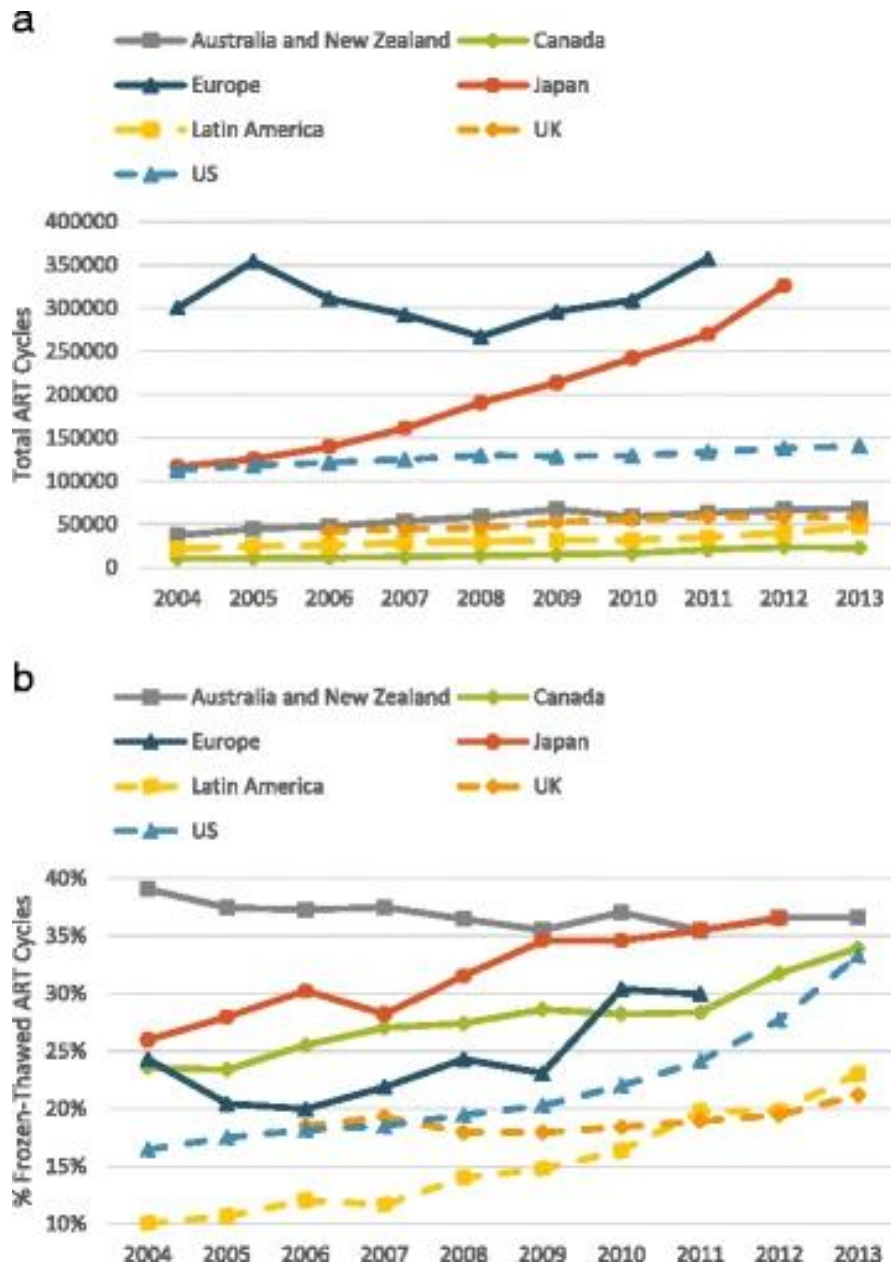 a
Australia and New Zealand Canada
Europe Japan
Latin America UK
US
Total ART Cycles
400000
350000
300000
250000
200000
150000
100000
50000
0
2004 2005 2006 2007 2008 2009 2010 2011 2012 2013
b
Australia and New Zealand Canada
Europe Japan
Latin America UK
US
% Frozen-Thawed ART Cycles
40%
35%
30%
25%
20%
15%
10%
2004 2005 2006 2007 2008 2009 2010 2011 2012 2013